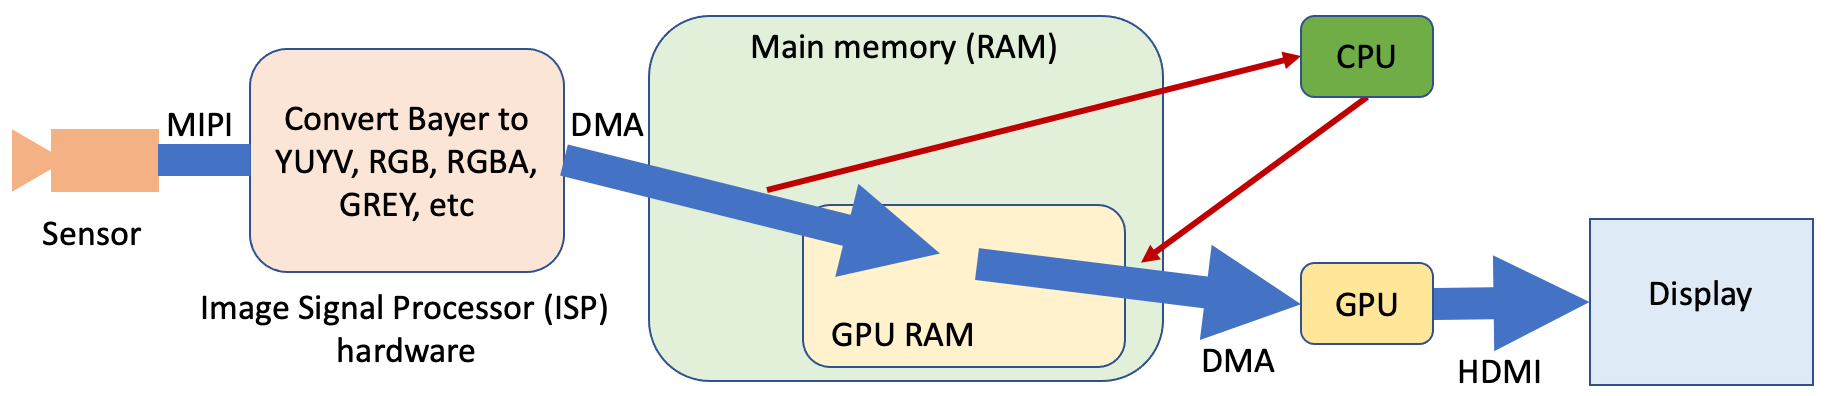 Sensor
MIPI
Convert Bayer to
YUYV, RGB, RGBA,
GREY, etc
Image Signal Processor (ISP)
hardware
DMA
Main memory (RAM)
GPU RAM
CPU
DMA
GPU
HDMI
Display